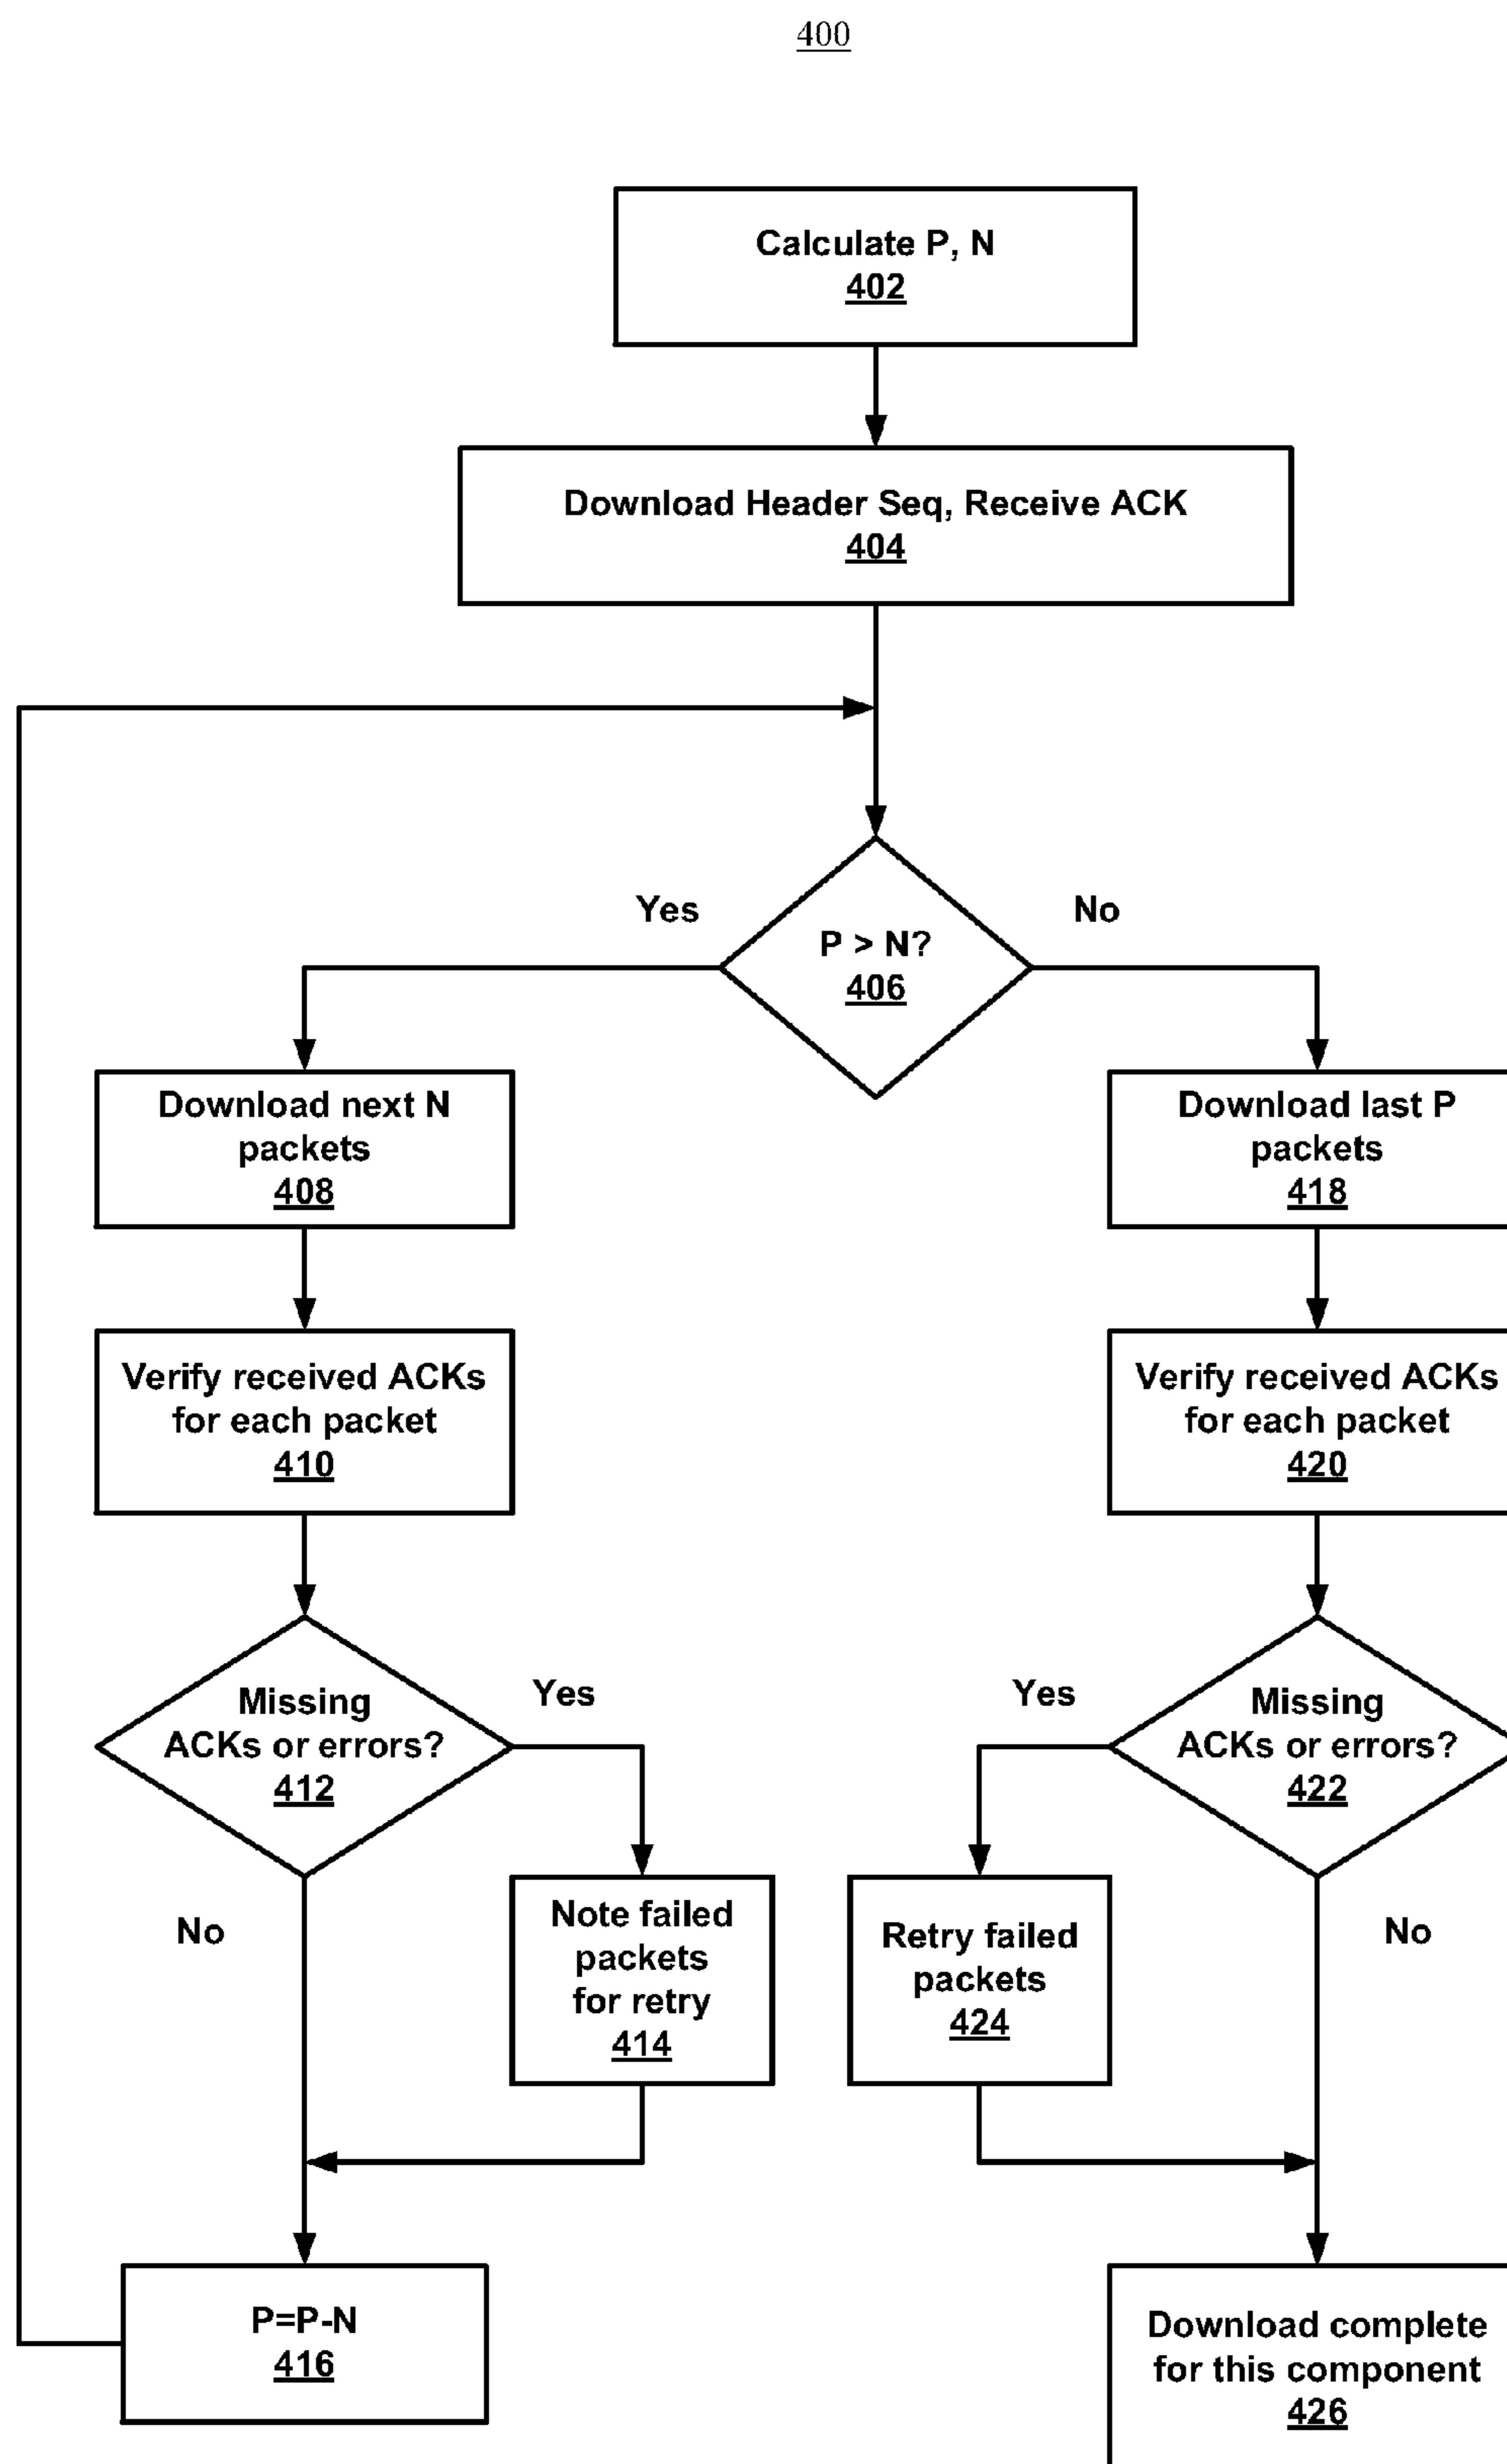 400
Calculate P, N
402
Download Header Seq, Receive ACK
404
Yes
No
P > N?
406
Download next N
packets
408
Download last P
packets
418
Verify received ACKs
for each packet
410
Verify received ACKs
for each packet
420
Missing
ACKs or errors?
412
Yes
Yes
Missing
ACKs or errors?
422
No
Note failed
packets
for retry
414
Retry failed
packets
424
No
P=P-N
416
Download complete
for this component
426